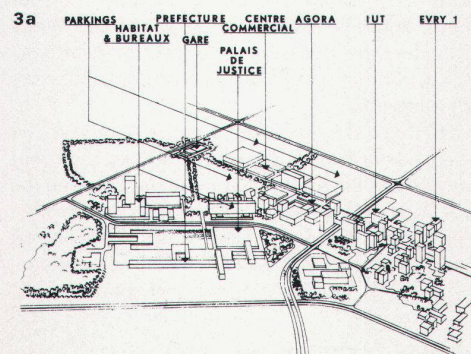 3a
PARKINGS
HABITAT
& BUREAUX
PREFECTURE
GARE
PALAIS
DE
JUSTICE
CENTRE
COMMERCIAL
AGORA
IUT
EVRY 1